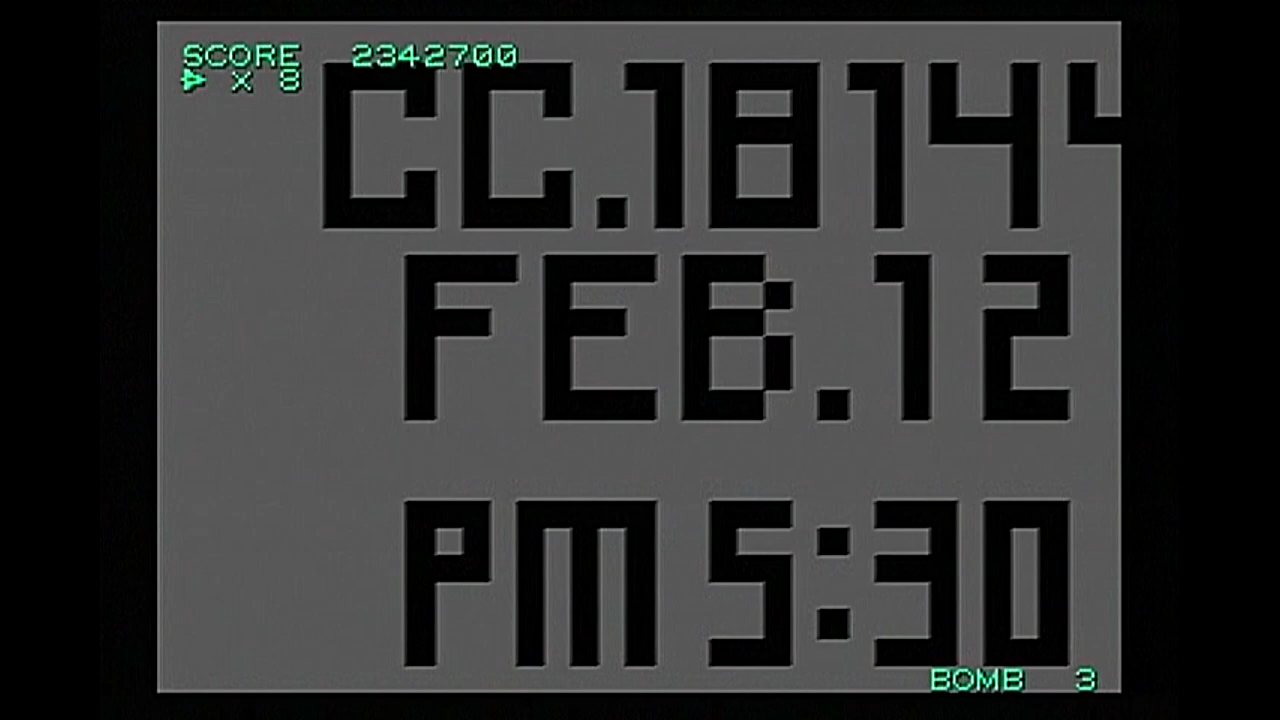 SCORE 2342700
x 8
CC.1814
FEB.12
PM 5:30
BOMB 3